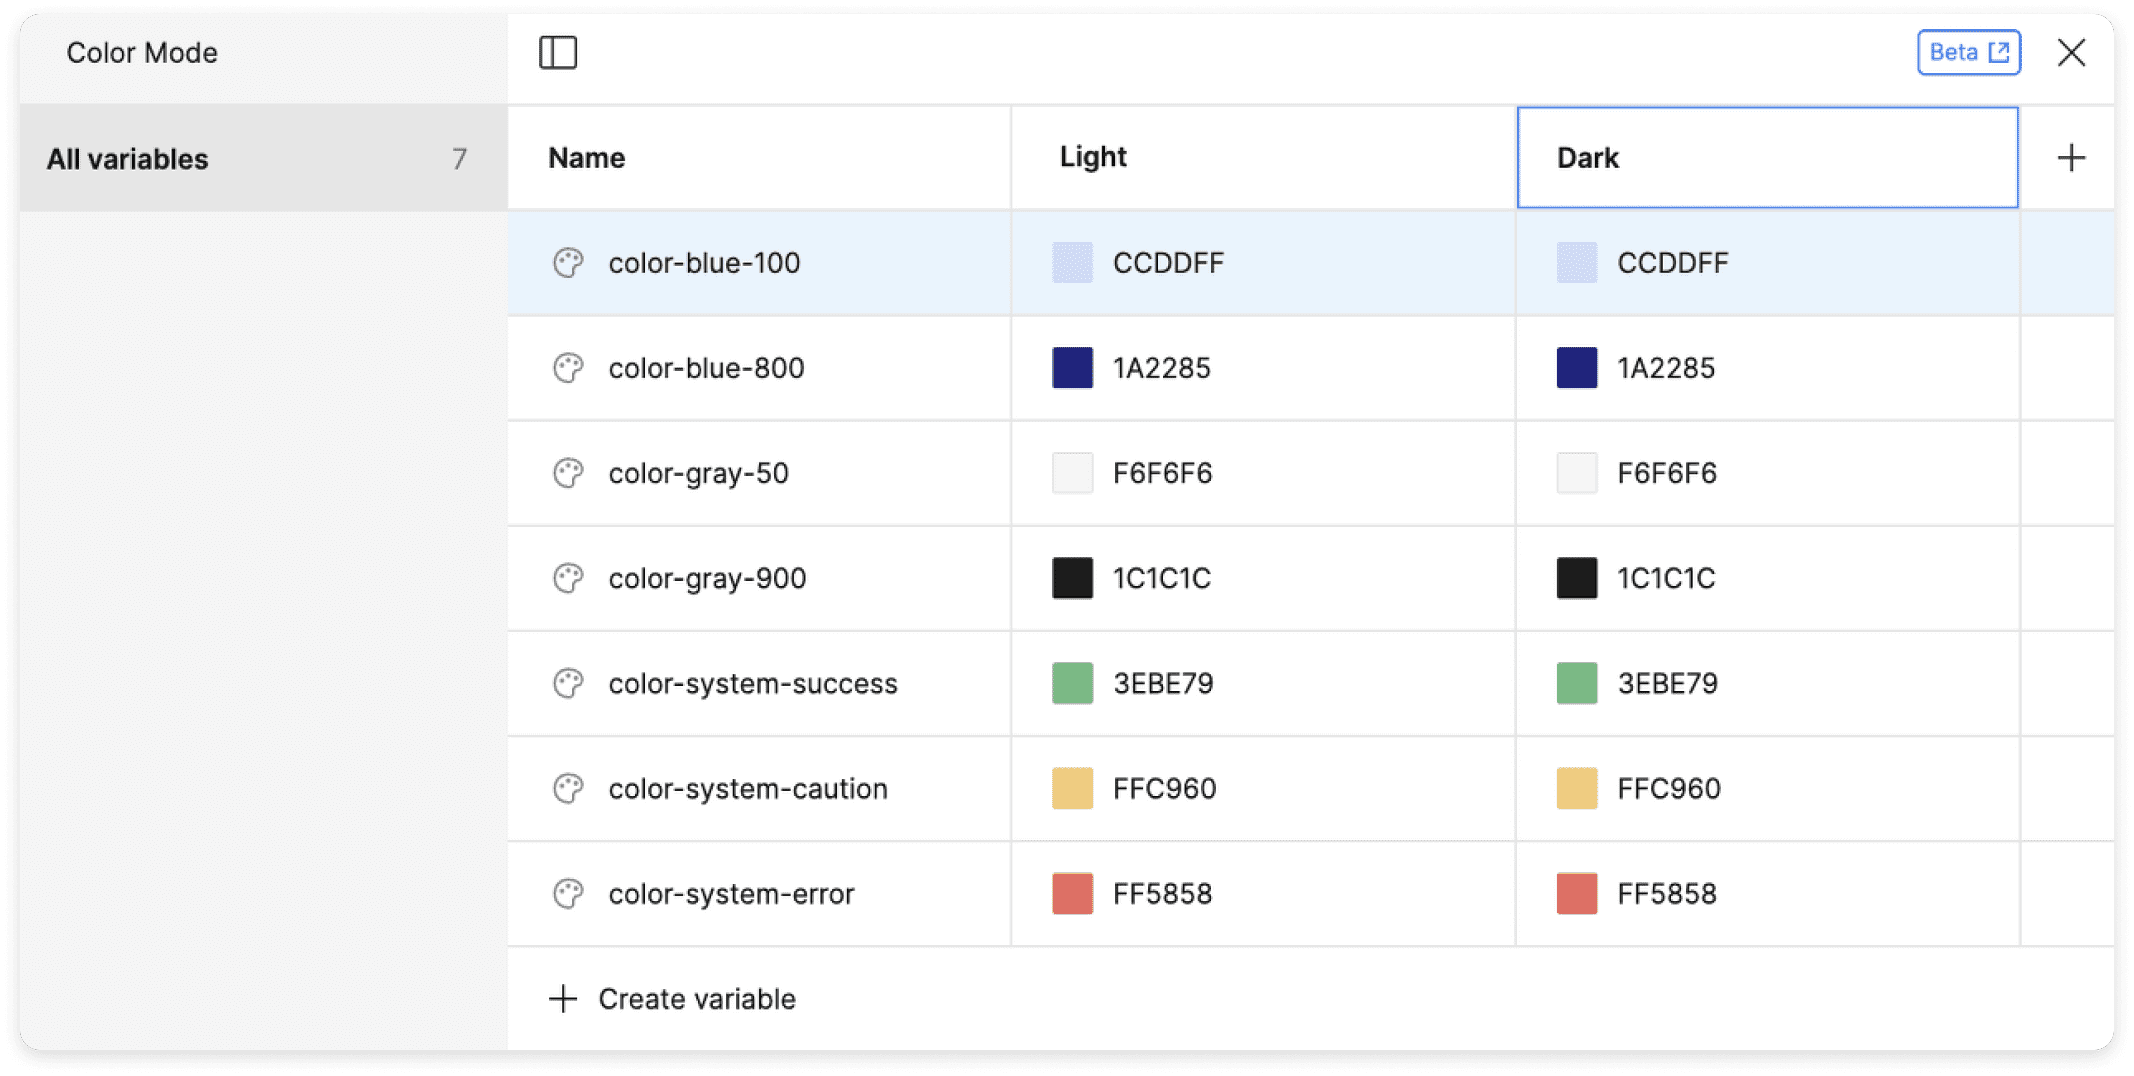 Color Mode
Beta
All variables 7
Name Light Dark
color-blue-100 CCDDFF CCDDFF
color-blue-800 1A2285 1A2285
color-gray-50 F6F6F6 F6F6F6
color-gray-900 1C1C1C 1C1C1C
color-system-success 3EBE79 3EBE79
color-system-caution FFC960 FFC960
color-system-error FF5858 FF5858
Create variable